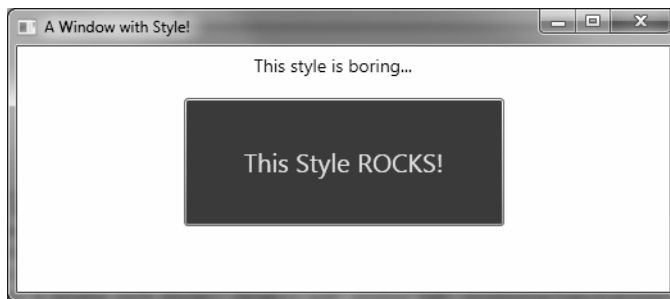 A Window with Style!
This style is boring...
This Style ROCKS!